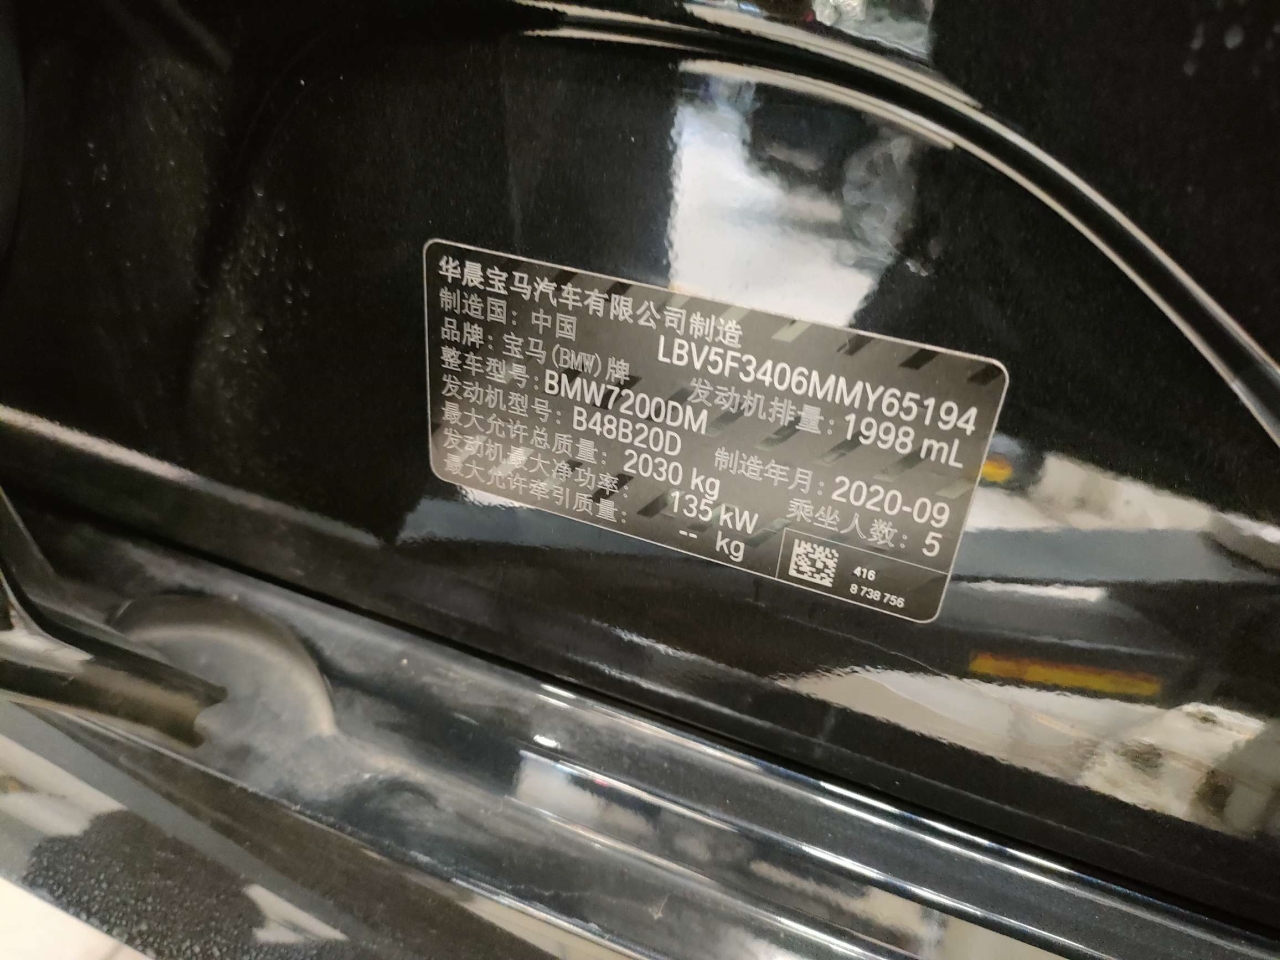 华晨宝马汽车有限公司制造
制造国：中国
LBV5F3406MMY65194
品牌：宝马(BMW)牌
发动机排量：1998 mL
整车型号：BMW7200DM
发动机型号：B48B20D
制造年月：2020-09
最大允许总质量：2030 kg
乘坐人数：5
发动机最大净功率：135 kW
最大允许牵引质量：-- kg
416
8 738 756